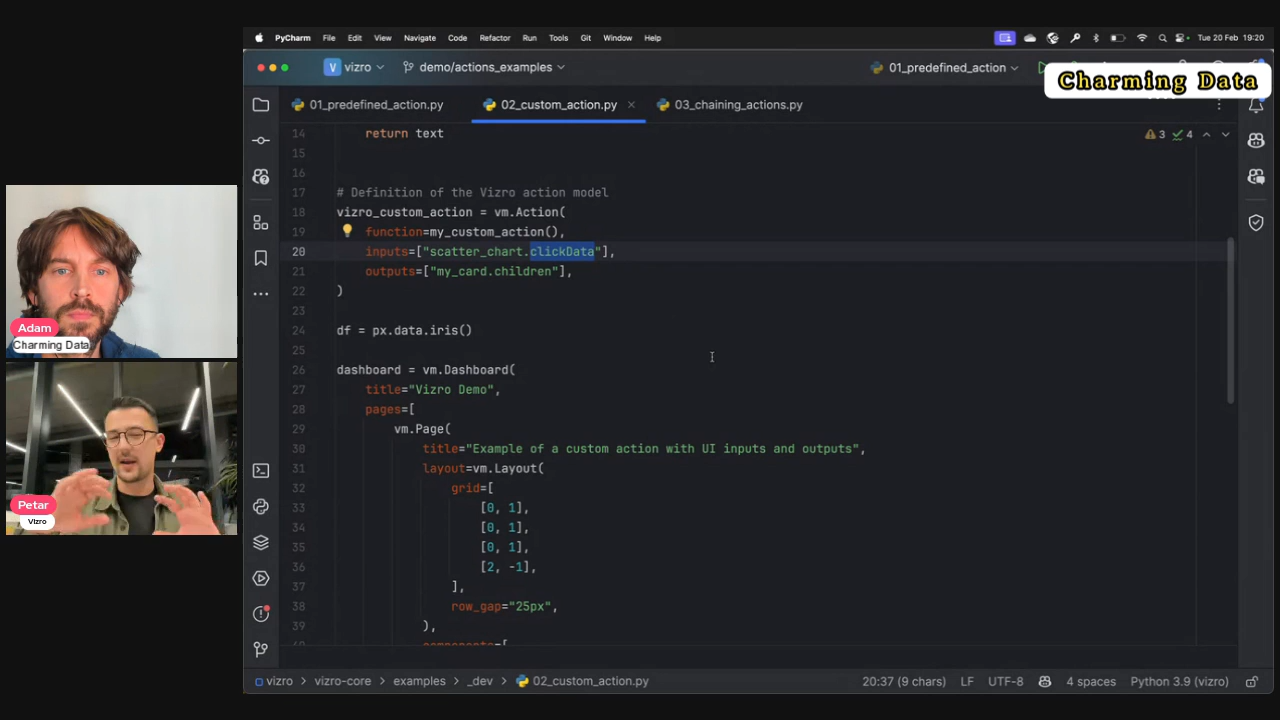 PyCharm File Edit View Navigate Code Refactor Run Tools Git Window Help Tue 20 Feb 19:20
V vizro demo/actions_examples 01_predefined_action
Charming Data
01_predefined_action.py 02_custom_action.py 03_chaining_actions.py
14 return text
3 4
15
16
17 # Definition of the Vizro action model
18 vizro_custom_action = vm.Action(
19 function=my_custom_action(),
20 inputs=["scatter_chart.clickData"],
21 outputs=["my_card.children"],
22 )
23
24 df = px.data.iris()
25
26 dashboard = vm.Dashboard(
27 title="Vizro Demo",
28 pages=[
29 vm.Page(
30 title="Example of a custom action with UI inputs and outputs",
31 layout=vm.Layout(
32 grid=[
33 [0, 1],
34 [0, 1],
35 [0, 1],
36 [2, -1],
37 ],
38 row_gap="25px",
39 ),
Adam
Charming Data
Petar
Vizro
vizro > vizro-core > examples > _dev > 02_custom_action.py
20:37 (9 chars) LF UTF-8 4 spaces Python 3.9 (vizro)